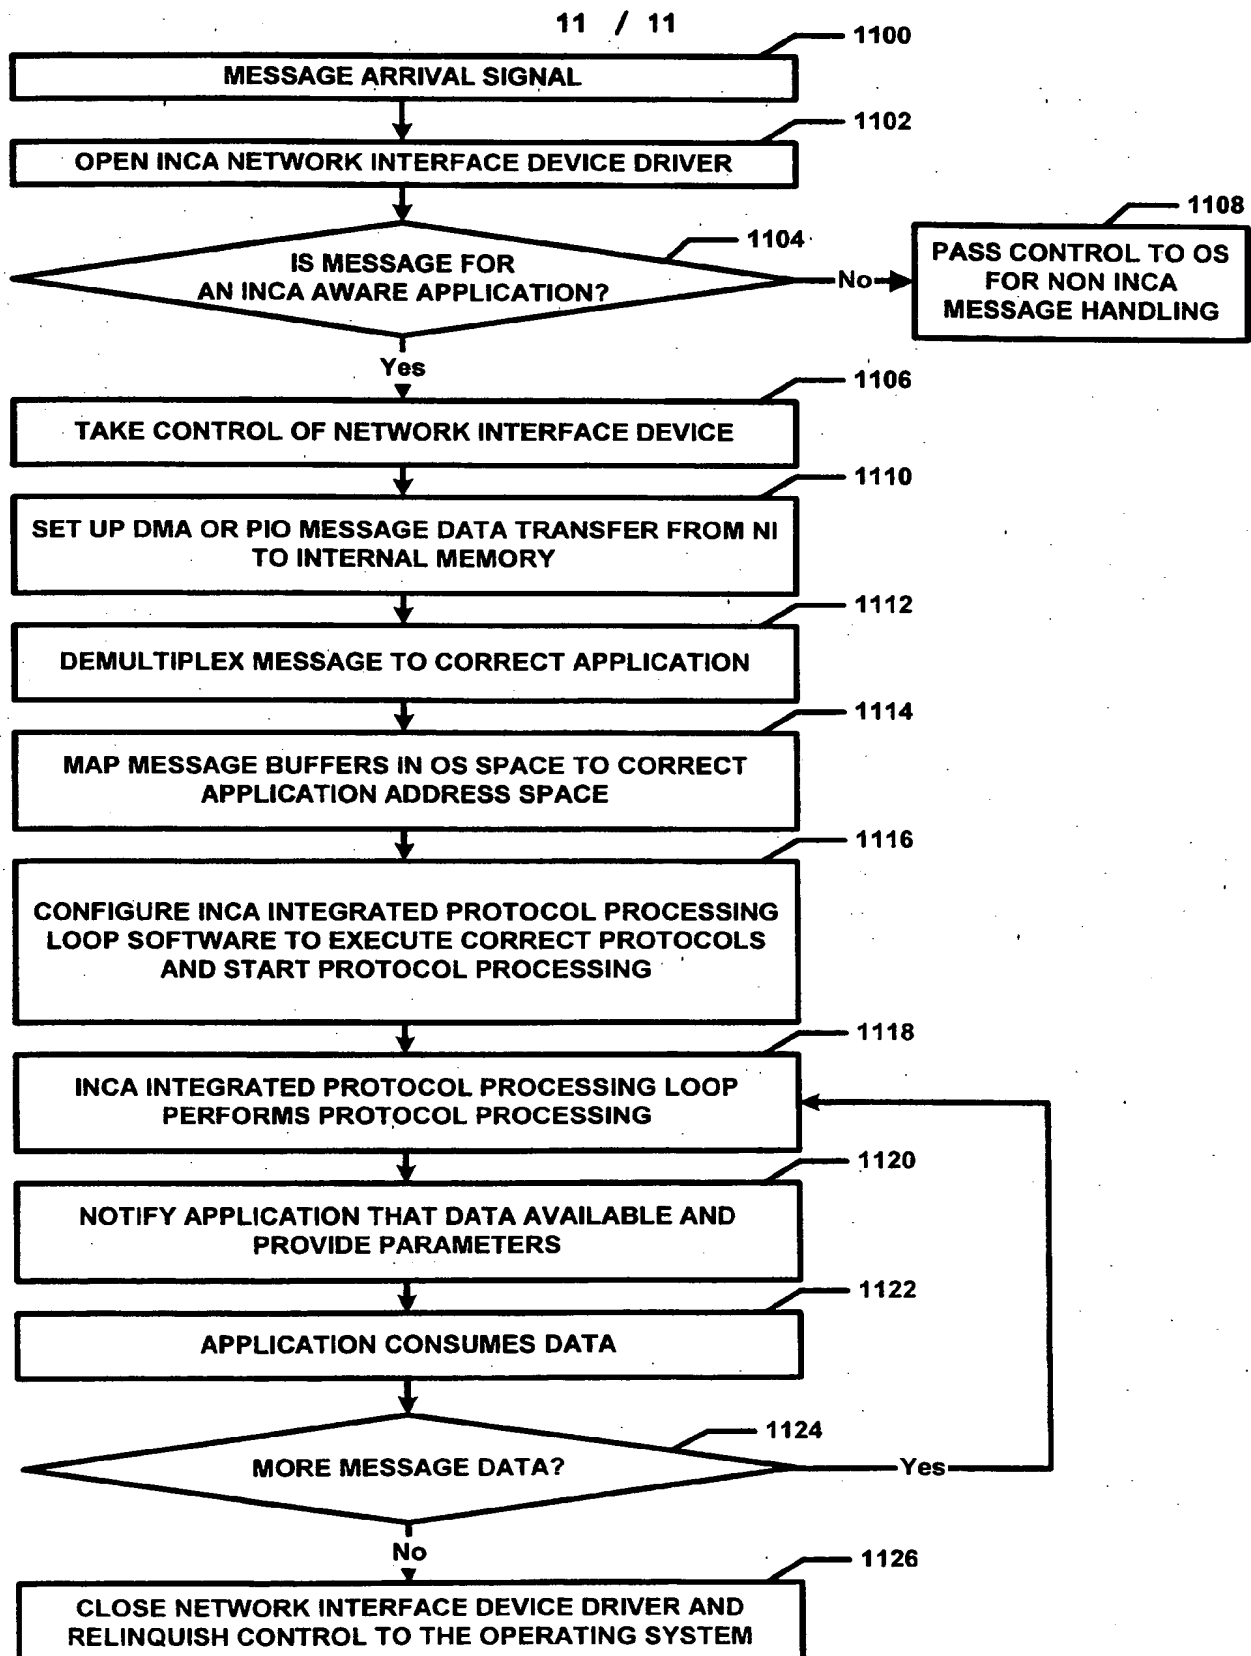 11 / 11
1100
MESSAGE ARRIVAL SIGNAL
1102
OPEN INCA NETWORK INTERFACE DEVICE DRIVER
1104
IS MESSAGE FOR
AN INCA AWARE APPLICATION?
No
1108
PASS CONTROL TO OS
FOR NON INCA
MESSAGE HANDLING
Yes
1106
TAKE CONTROL OF NETWORK INTERFACE DEVICE
1110
SET UP DMA OR PIO MESSAGE DATA TRANSFER FROM NI
TO INTERNAL MEMORY
1112
DEMULTIPLEX MESSAGE TO CORRECT APPLICATION
1114
MAP MESSAGE BUFFERS IN OS SPACE TO CORRECT
APPLICATION ADDRESS SPACE
1116
CONFIGURE INCA INTEGRATED PROTOCOL PROCESSING
LOOP SOFTWARE TO EXECUTE CORRECT PROTOCOLS
AND START PROTOCOL PROCESSING
1118
INCA INTEGRATED PROTOCOL PROCESSING LOOP
PERFORMS PROTOCOL PROCESSING
1120
NOTIFY APPLICATION THAT DATA AVAILABLE AND
PROVIDE PARAMETERS
1122
APPLICATION CONSUMES DATA
1124
MORE MESSAGE DATA?
Yes
No
1126
CLOSE NETWORK INTERFACE DEVICE DRIVER AND
RELINQUISH CONTROL TO THE OPERATING SYSTEM